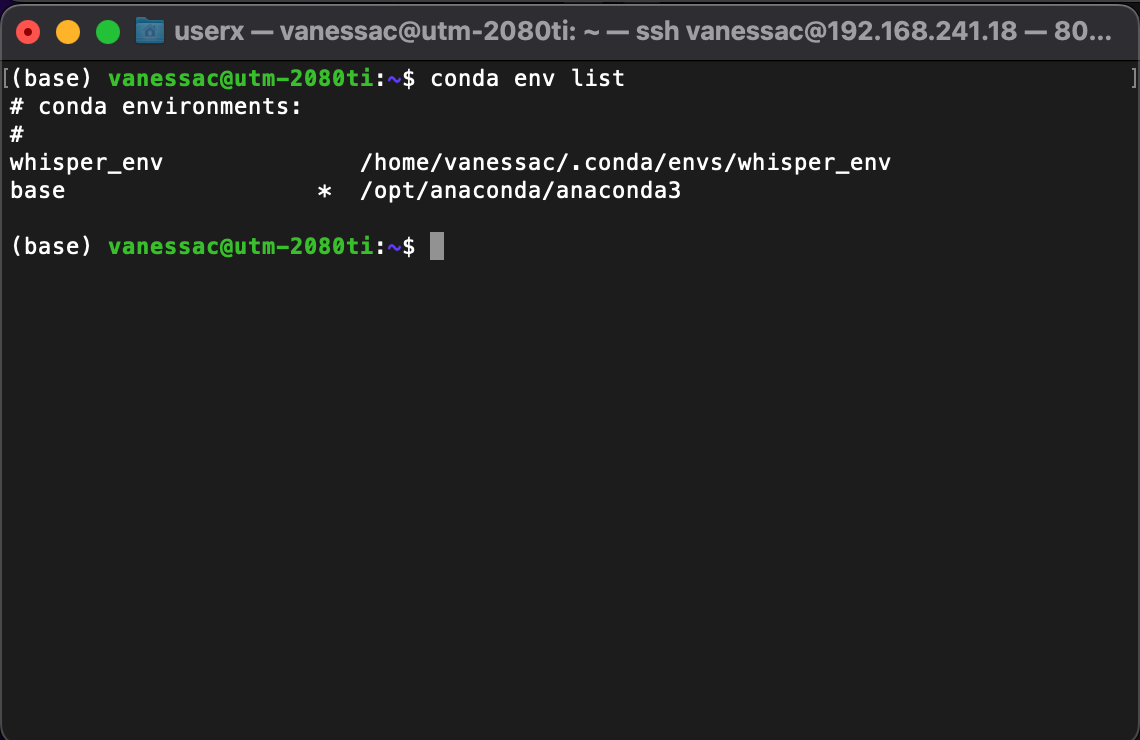 userx — vanessac@utm-2080ti: ~ — ssh vanessac@192.168.241.18 — 80...
[(base) vanessac@utm-2080ti:~$ conda env list ]
# conda environments:
#
whisper_env              /home/vanessac/.conda/envs/whisper_env
base                  *  /opt/anaconda/anaconda3
(base) vanessac@utm-2080ti:~$